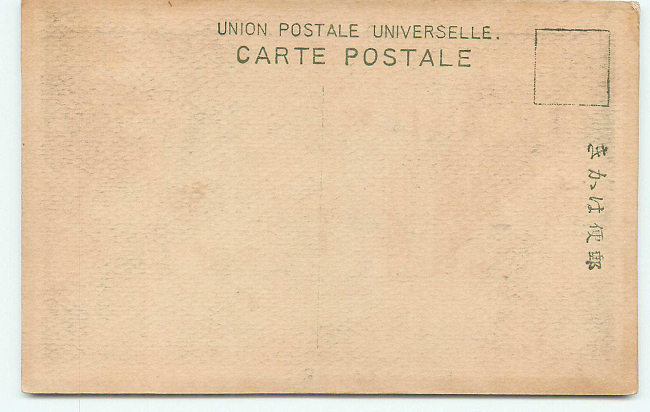 UNION POSTALE UNIVERSELLE.
CARTE POSTALE
郵便はかき